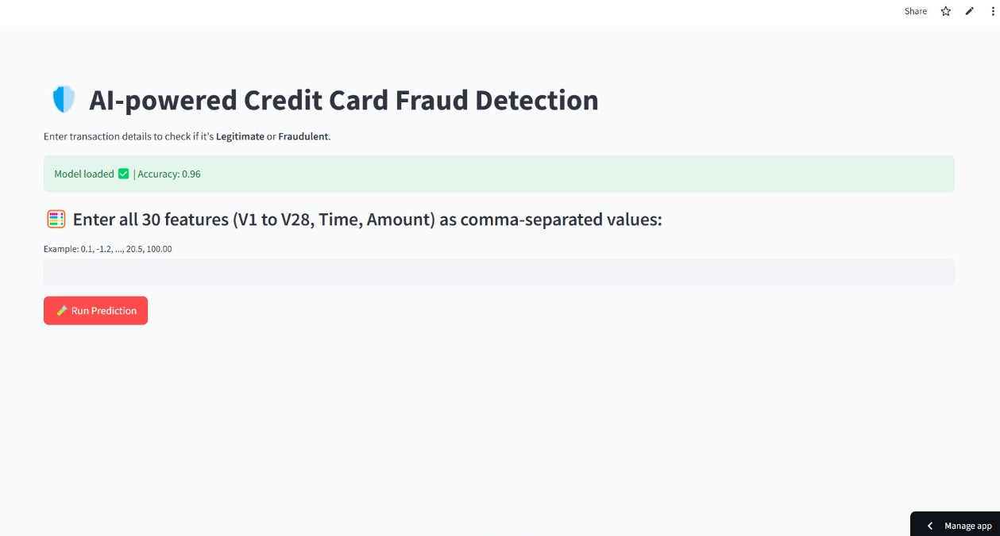 Share
AI-powered Credit Card Fraud Detection
Enter transaction details to check if it's Legitimate or Fraudulent.
Model loaded ✅ | Accuracy: 0.96
Enter all 30 features (V1 to V28, Time, Amount) as comma-separated values:
Example: 0.1, -1.2, ..., 20.5, 100.00
Run Prediction
Manage app